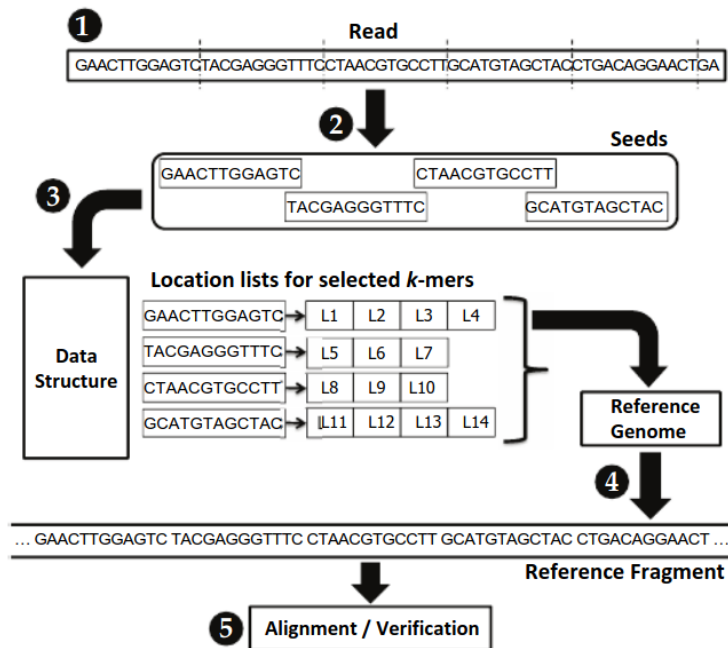 1
Read
GAACTTGGAGTCTACGAGGGTTTCCTAACGTGCCTTGCATGTAGCTACCTGACAGGAACTGA
2
Seeds
GAACTTGGAGTC
CTAACGTGCCTT
3
TACGAGGGTTTC
GCATGTAGCTAC
Location lists for selected k-mers
GAACTTGGAGTC L1 L2 L3 L4
Data
Structure
TACGAGGGTTTC L5 L6 L7
CTAACGTGCCTT L8 L9 L10
GCATGTAGCTAC L11 L12 L13 L14
Reference
Genome
4
... GAACTTGGAGTC TACGAGGGTTTC CTAACGTGCCTT GCATGTAGCTAC CTGACAGGAACT ...
Reference Fragment
5
Alignment / Verification